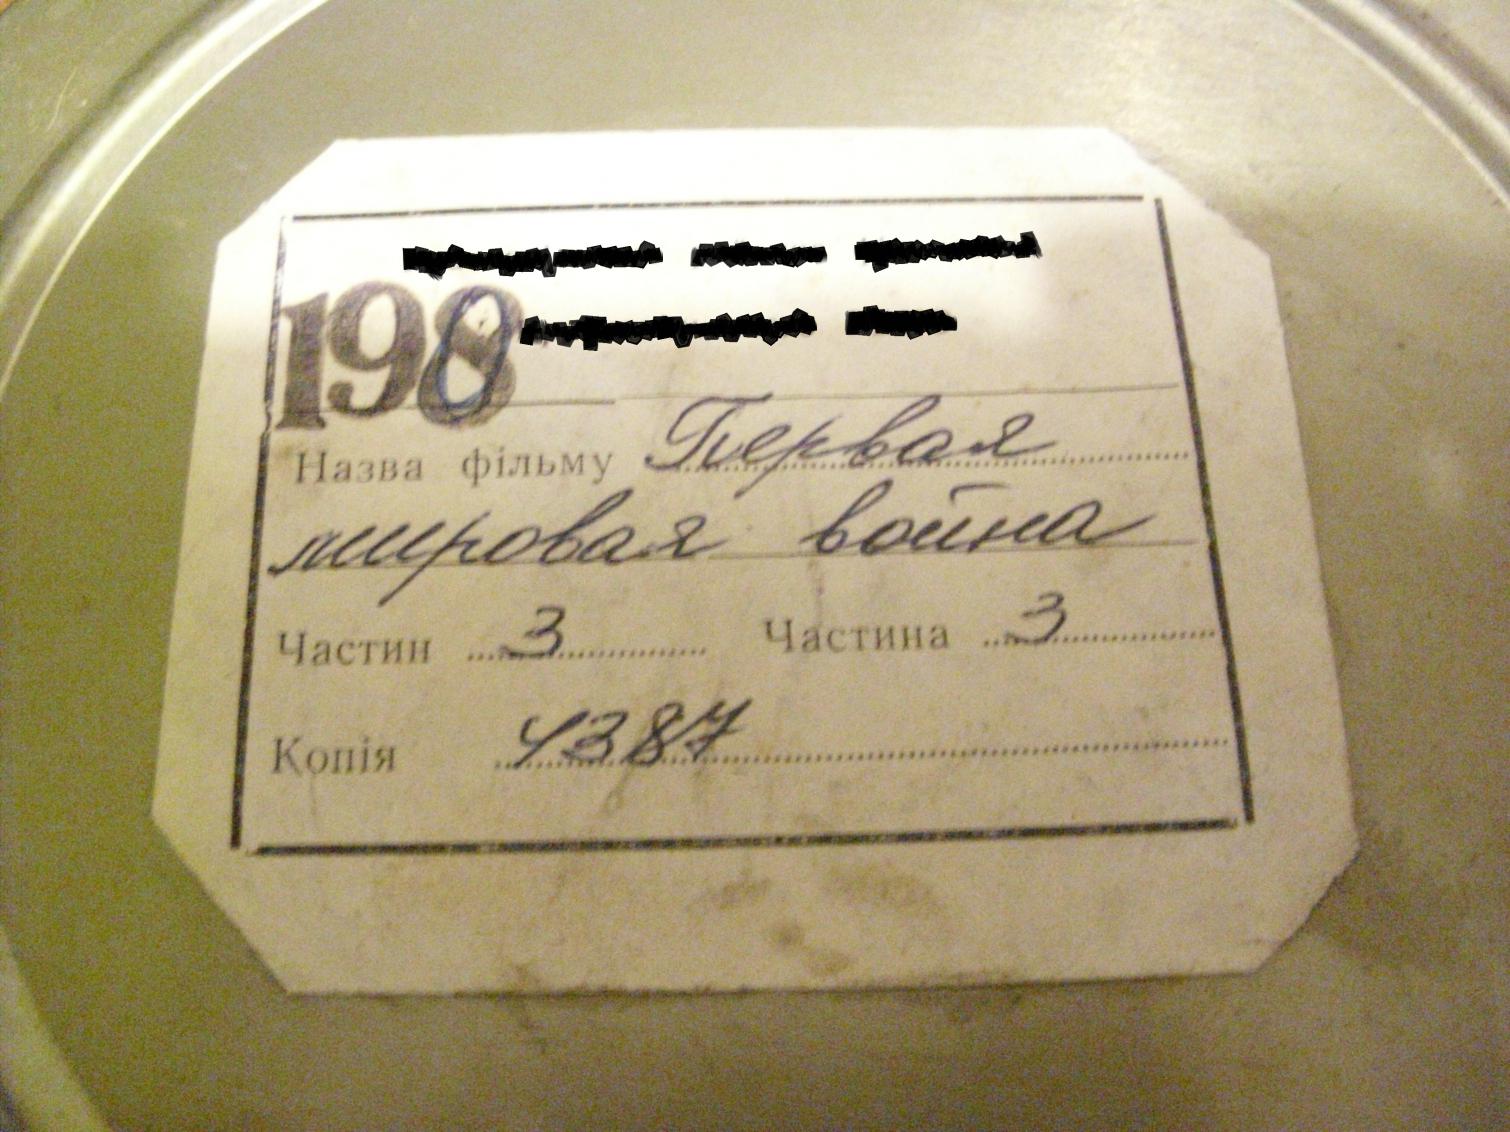 198
Назва фільму Первая
мировая война
Частин 3 Частина 3
Копія 4387